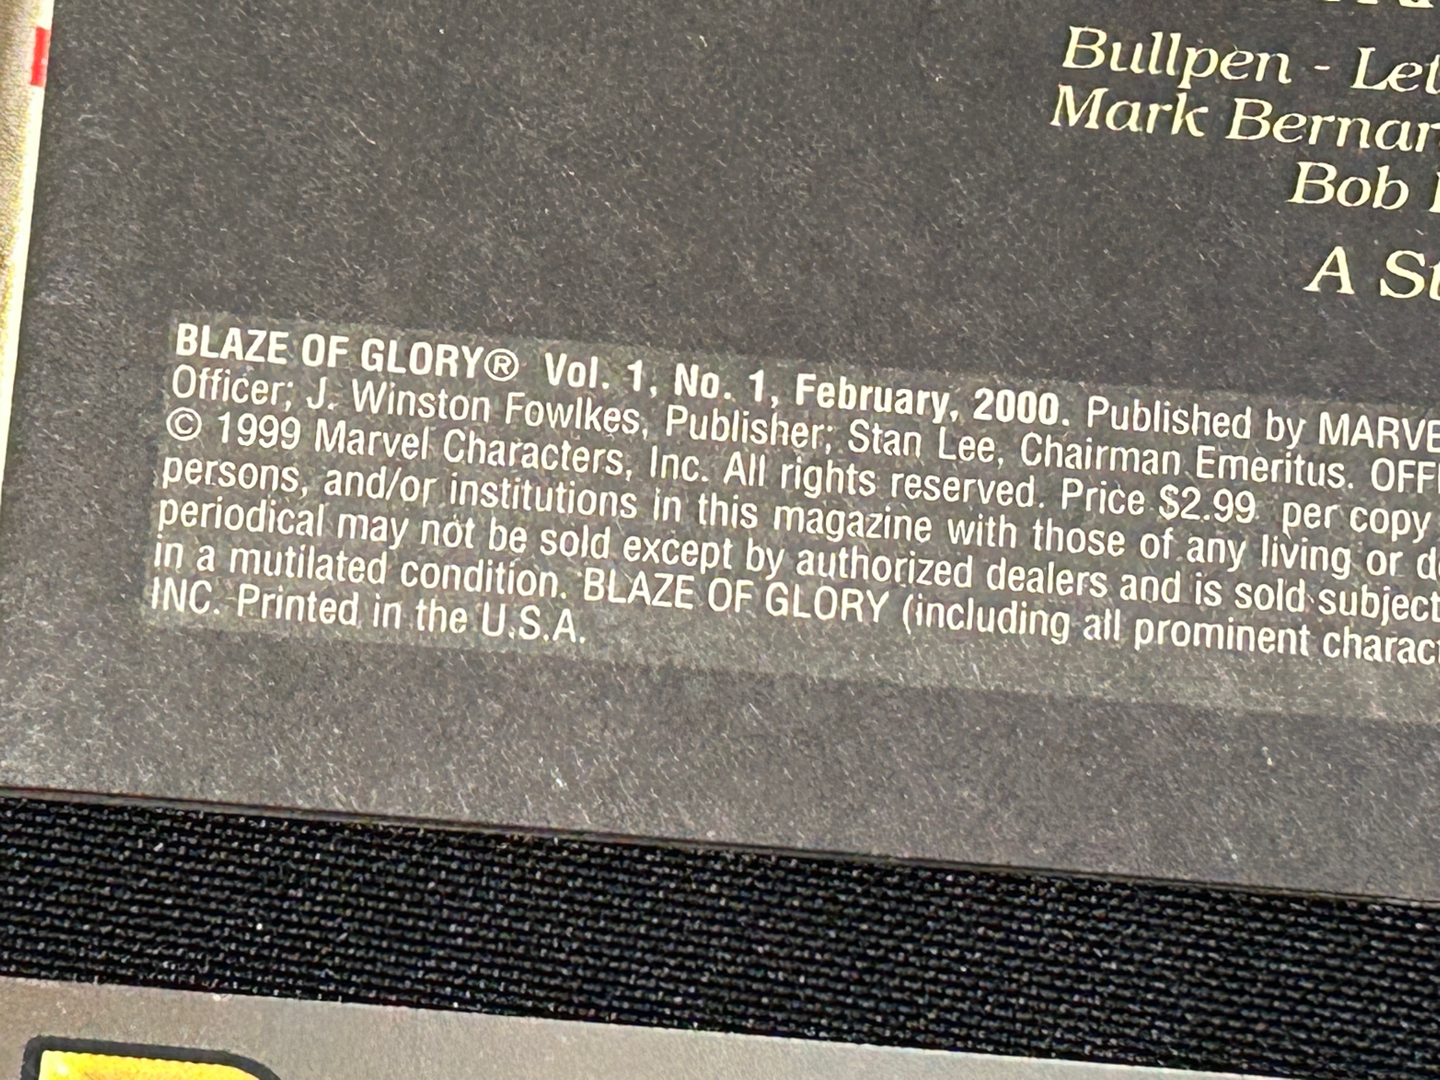 Bullpen - Let
Mark Bernar
Bob
A St
BLAZE OF GLORY® Vol. 1, No. 1, February, 2000. Published by MARVE
Officer; J. Winston Fowlkes, Publisher; Stan Lee, Chairman Emeritus. OFF
© 1999 Marvel Characters, Inc. All rights reserved. Price $2.99 per copy
persons, and/or institutions in this magazine with those of any living or de
periodical may not be sold except by authorized dealers and is sold subject
in a mutilated condition. BLAZE OF GLORY (including all prominent charact
INC. Printed in the U.S.A.